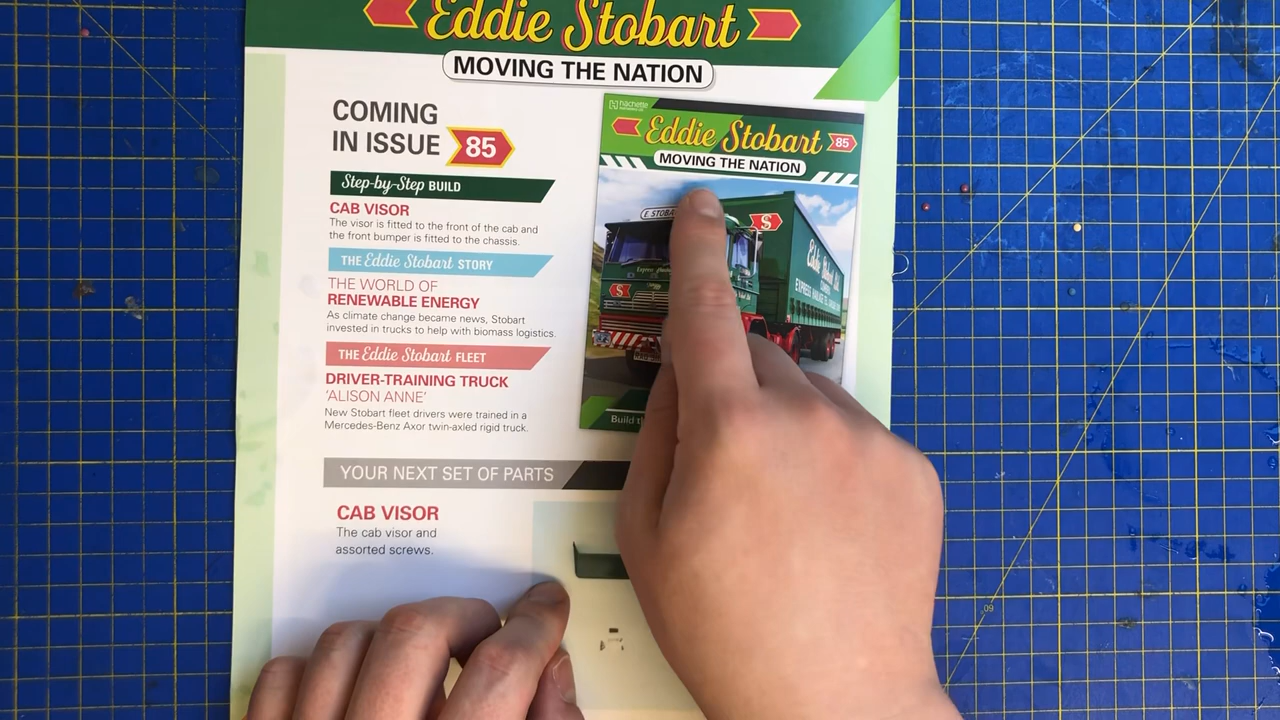 Eddie Stobart
MOVING THE NATION
COMING
IN ISSUE 85
Step-by-Step BUILD
CAB VISOR
The visor is fitted to the front of the cab and
the front bumper is fitted to the chassis.
THE Eddie Stobart STORY
THE WORLD OF
RENEWABLE ENERGY
As climate change became news, Stobart
invested in trucks to help with biomass logistics.
THE Eddie Stobart FLEET
DRIVER-TRAINING TRUCK
'ALISON ANNE'
New Stobart fleet drivers were trained in a
Mercedes-Benz Axor twin-axled rigid truck.
YOUR NEXT SET OF PARTS
CAB VISOR
The cab visor and
assorted screws.
hachette
Eddie Stobart 85
MOVING THE NATION
E STOBA
S
Eddie Stobart
S
Build th
09